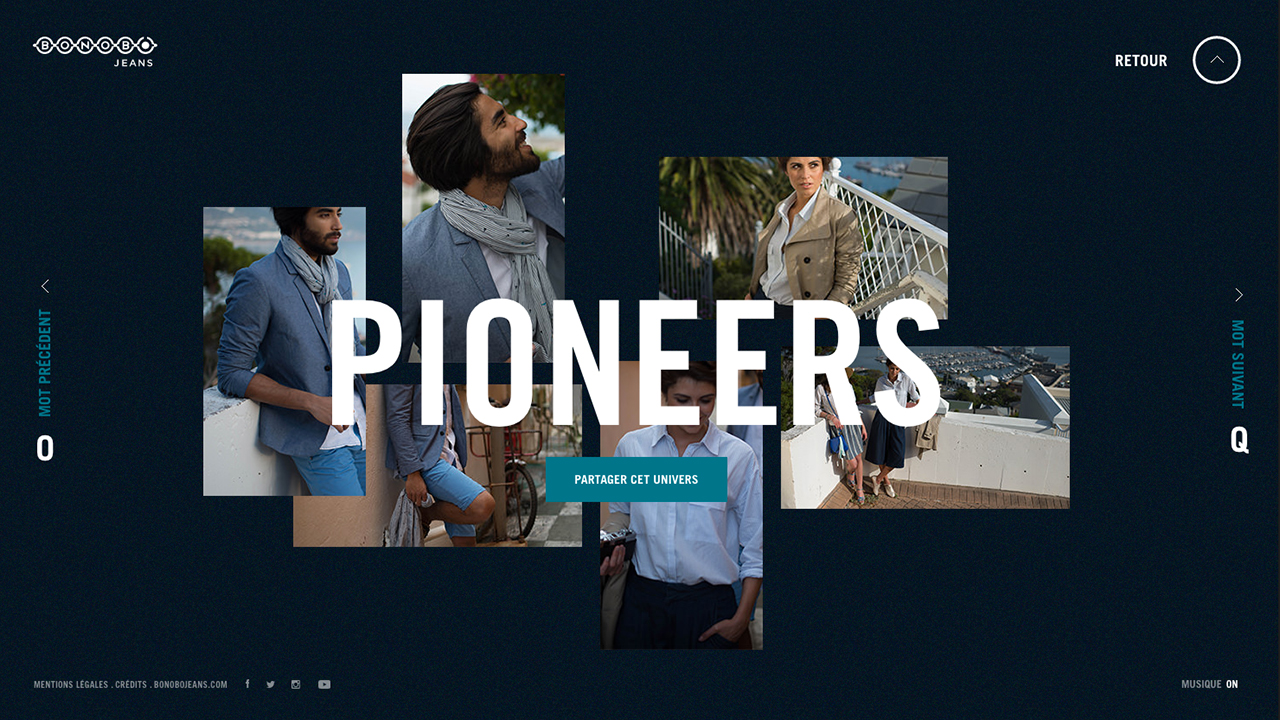 BONOBO
JEANS
RETOUR
PIONEERS
MOT PRÉCÉDENT
O
MOT SUIVANT
Q
PARTAGER CET UNIVERS
MENTIONS LÉGALES . CRÉDITS . BONOBOJEANS.COM
MUSIQUE ON